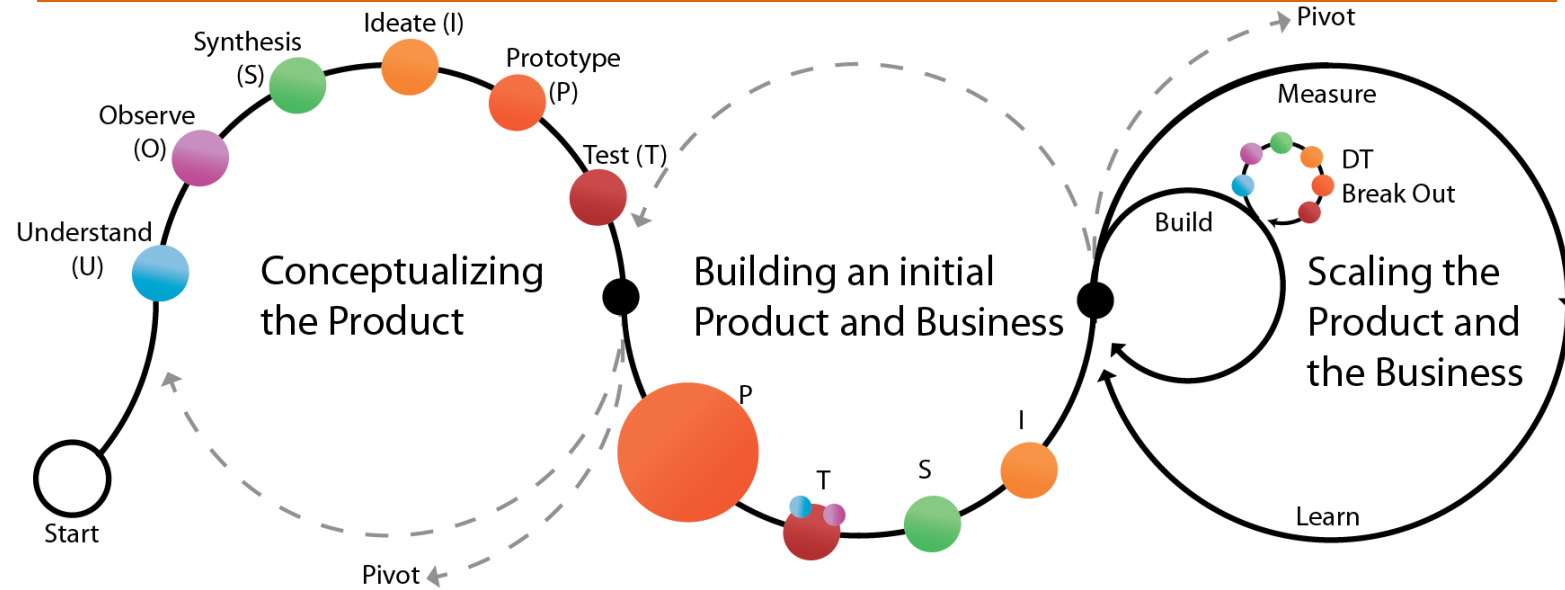 Ideate (I)
Synthesis
(S)
Prototype
(P)
Observe
(O)
Test (T)
Understand
(U)
Conceptualizing
the Product
Start
Pivot
Building an initial
Product and Business
P
T
S
I
Pivot
Measure
DT
Break Out
Build
Scaling the
Product and
the Business
Learn